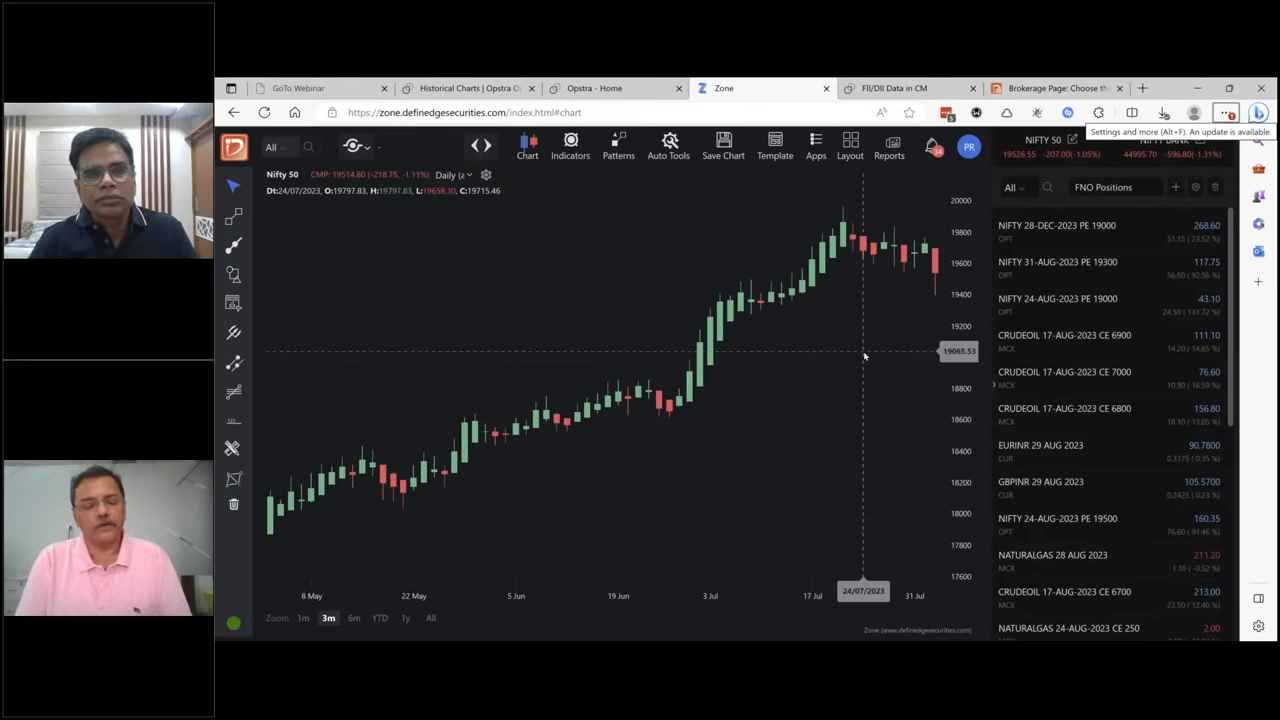 GoTo Webinar
Historical Charts | Opstra O
Opstra - Home
Zone
FII/DII Data in CM
Brokerage Page: Choose the
https://zone.definedgesecurities.com/index.html#chart
Settings and more (Alt+F). An update is available.
All
-
Chart
Indicators
Patterns
Auto Tools
Save Chart
Template
Apps
Layout
Reports
PR
NIFTY 50
19526.55 -207.00(-1.05%)
44995.70 -596.80(-1.31%)
Nifty 50 CMP: 19514.80 (-218.75, -1.11%) Daily
Dt:24/07/2023, O:19797.83, H:19797.83, L:19658.30, C:19715.46
All
FNO Positions
20000
19800
19600
19400
19200
19065.53
18800
18600
18400
18200
18000
17800
17600
8 May
22 May
5 Jun
19 Jun
3 Jul
17 Jul
24/07/2023
31 Jul
Zoom 1m 3m 6m YTD 1y All
Zone (www.definedgesecurities.com)
NIFTY 28-DEC-2023 PE 19000 268.60
OPT 51.15 ( 23.52 %)
NIFTY 31-AUG-2023 PE 19300 117.75
OPT 56.60 ( 92.56 %)
NIFTY 24-AUG-2023 PE 19000 43.10
OPT 24.50 ( 131.72 %)
CRUDEOIL 17-AUG-2023 CE 6900 111.10
MCX 14.20 ( 14.65 %)
CRUDEOIL 17-AUG-2023 CE 7000 76.60
MCX 10.90 ( 16.59 %)
CRUDEOIL 17-AUG-2023 CE 6800 156.80
MCX 18.10 ( 13.05 %)
EURINR 29 AUG 2023 90.7800
CUR 0.3175 ( 0.35 %)
GBPINR 29 AUG 2023 105.5700
CUR 0.2425 ( 0.23 %)
NIFTY 24-AUG-2023 PE 19500 160.35
OPT 76.60 ( 91.46 %)
NATURALGAS 28 AUG 2023 211.20
MCX -1.10 ( -0.52 %)
CRUDEOIL 17-AUG-2023 CE 6700 213.00
MCX 23.50 ( 12.40 %)
NATURALGAS 24-AUG-2023 CE 250 2.00